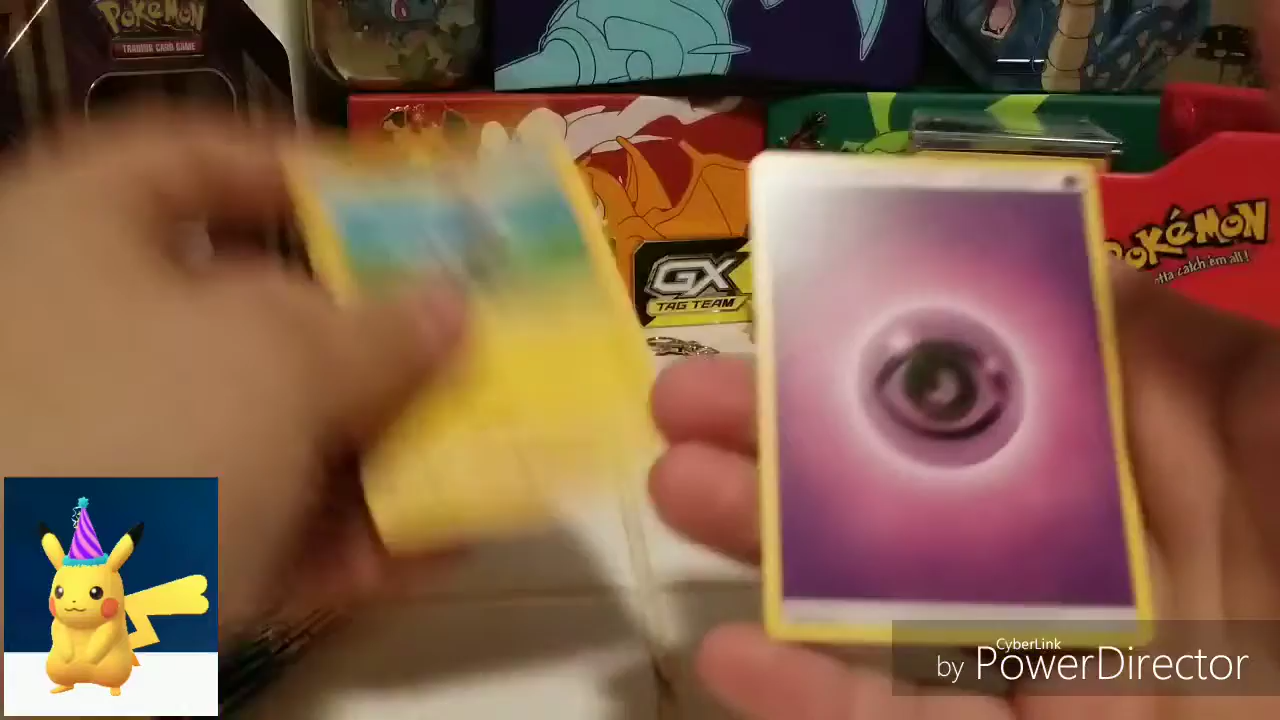 POKéMON
TRADING CARD GAME
GX
TAG TEAM
POKéMON
otta catch 'em all!
CyberLink
by PowerDirector